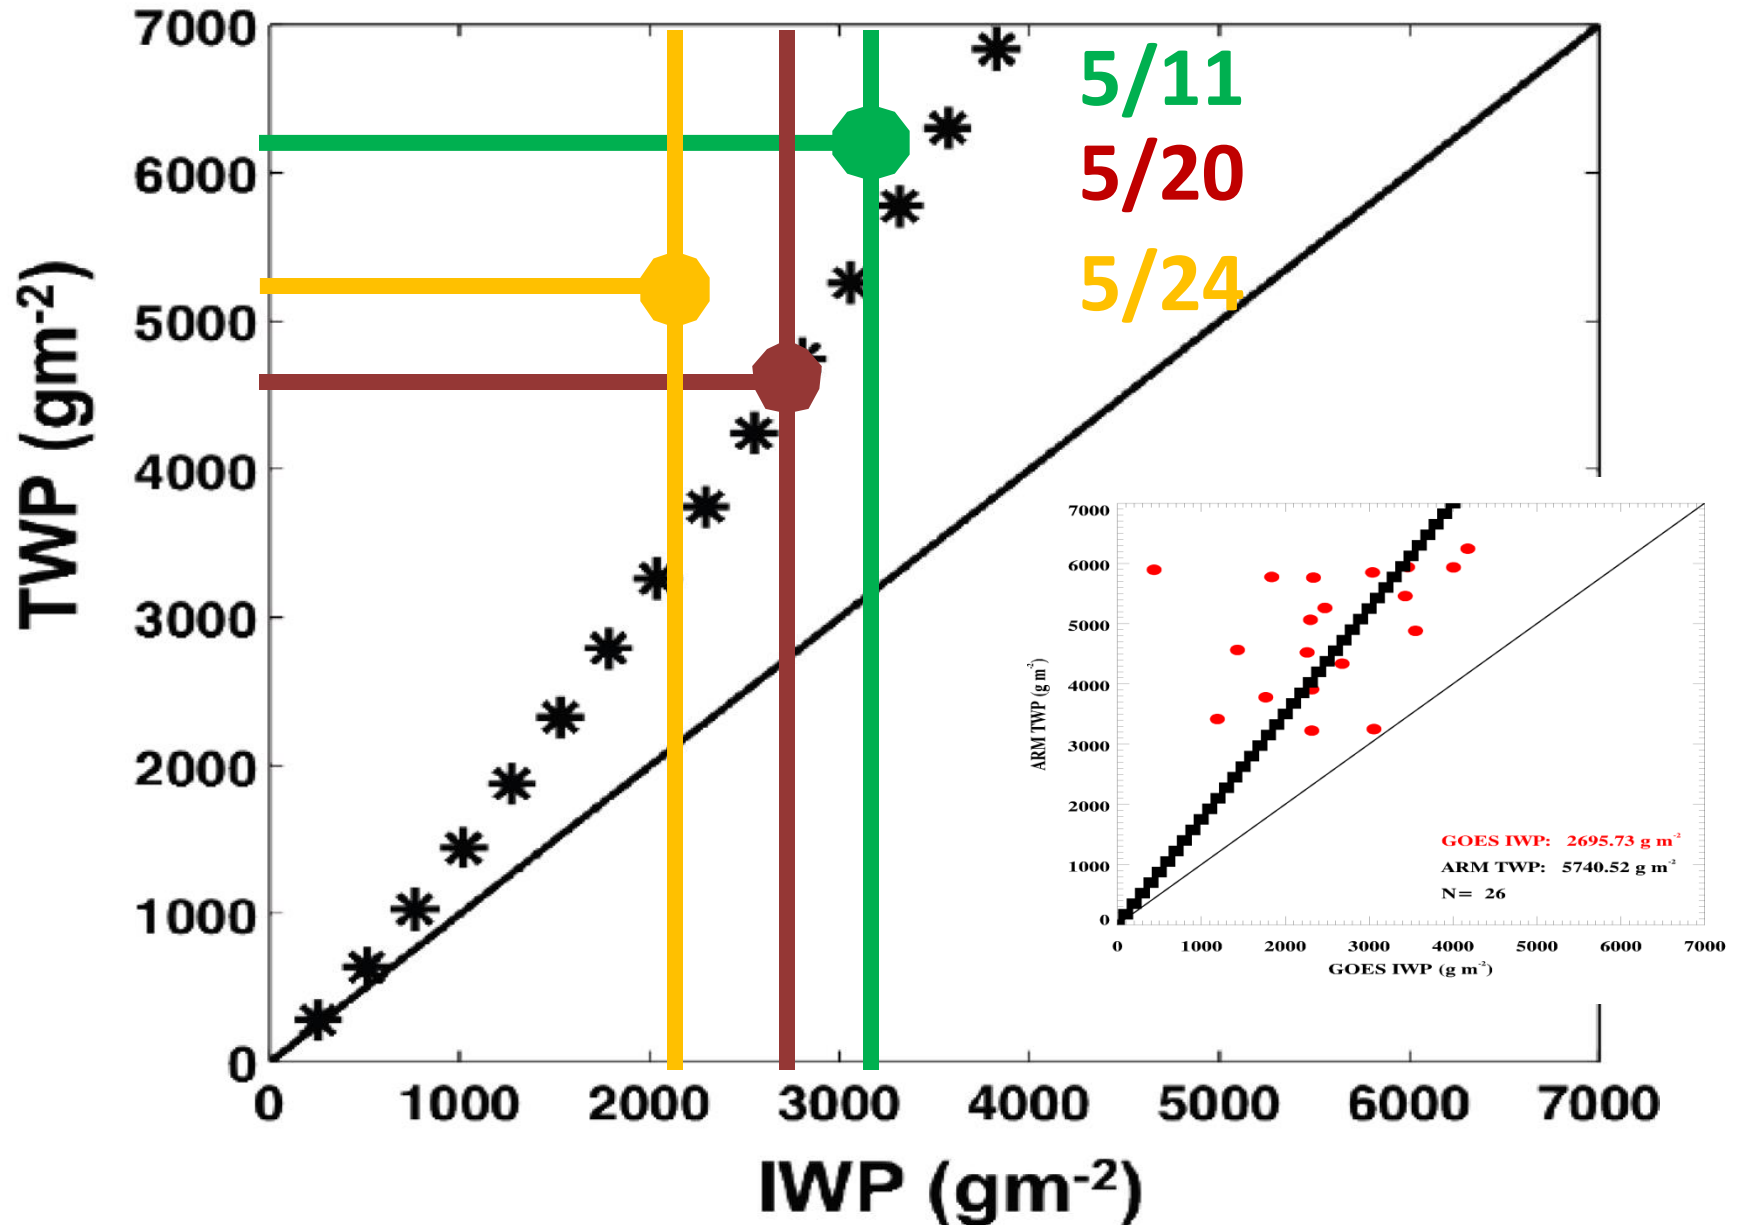 7000
6000
5000
4000
3000
2000
1000
0
TWP (gm-2)
0 1000 2000 3000 4000 5000 6000 7000
IWP (gm-2)
5/11
5/20
5/24
7000
6000
5000
4000
3000
2000
1000
0
ARM TWP (g m-2)
GOES IWP: 2695.73 g m-2
ARM TWP: 5740.52 g m-2
N= 26
0 1000 2000 3000 4000 5000 6000 7000
GOES IWP (g m-2)